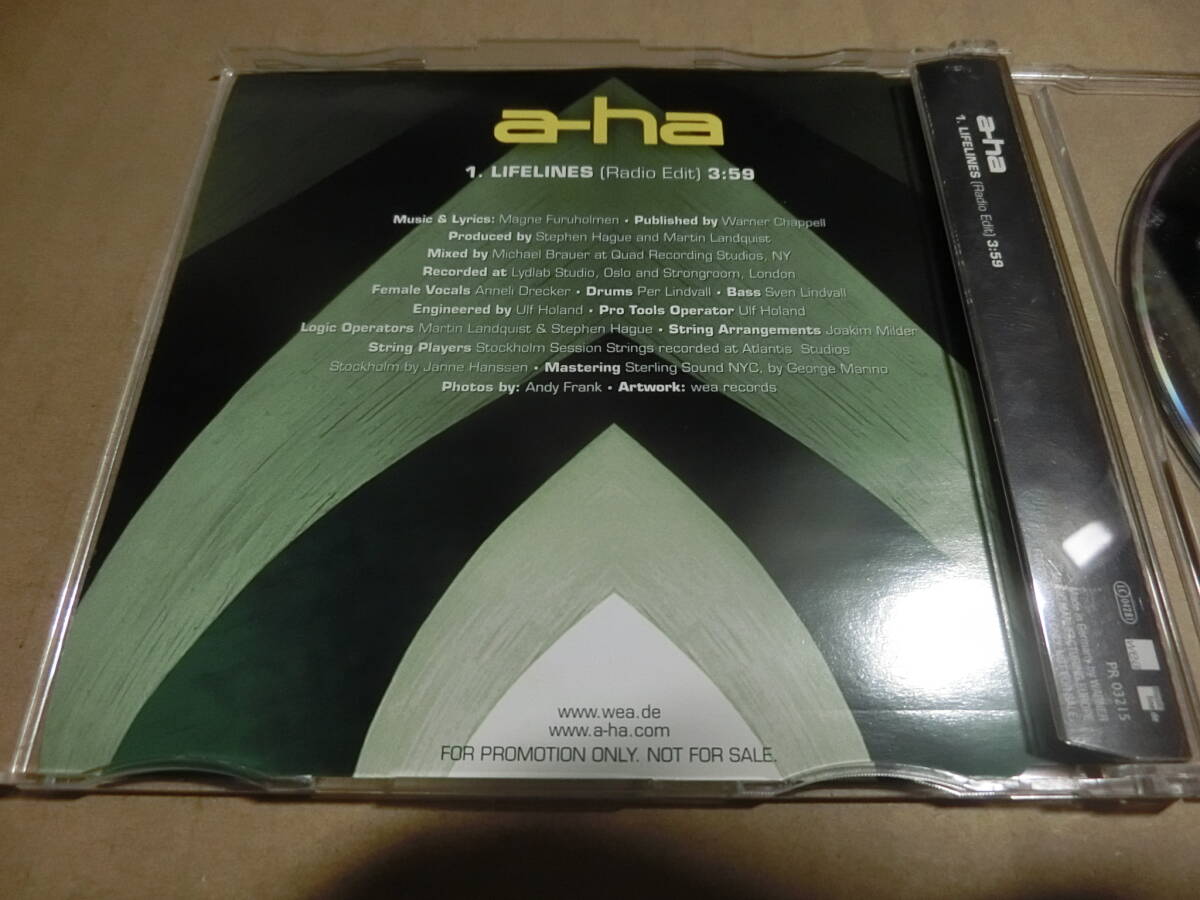 a-ha
1. LIFELINES (Radio Edit) 3:59
Music & Lyrics: Magne Furuholmen • Published by Warner Chappell
Produced by Stephen Hague and Martin Landquist
Mixed by Michael Brauer at Quad Recording Studios, NY
Recorded at Lydlab Studio, Oslo and Strongroom, London
Female Vocals Anneli Drecker • Drums Per Lindvall • Bass Sven Lindvall
Engineered by Ulf Holand • Pro Tools Operator Ulf Holand
Logic Operators Martin Landquist & Stephen Hague • String Arrangements Joakim Milder
String Players Stockholm Session Strings recorded at Atlantis Studios
Stockholm by Janne Hanssen • Mastering Sterling Sound NYC, by George Marino
Photos by: Andy Frank • Artwork: wea records
www.wea.de
www.a-ha.com
FOR PROMOTION ONLY. NOT FOR SALE.
a-ha
1. LIFELINES (Radio Edit) 3:59
LC 04281
wea
PR 03215